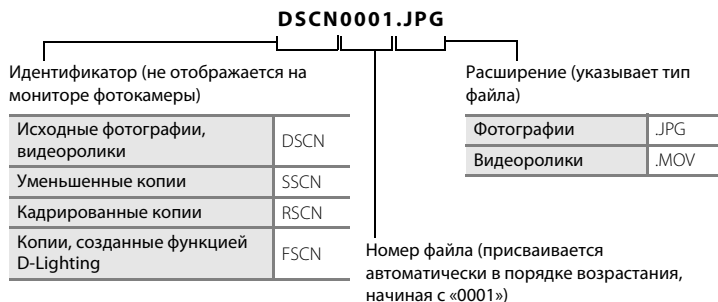 DSCN0001.JPG
Идентификатор (не отображается на
мониторе фотокамеры)
Исходные фотографии,
видеоролики
DSCN
Уменьшенные копии
SSCN
Кадрированные копии
RSCN
Копии, созданные функцией
D-Lighting
FSCN
Расширение (указывает тип
файла)
Фотографии
.JPG
Видеоролики
.MOV
Номер файла (присваивается
автоматически в порядке возрастания,
начиная с «0001»)